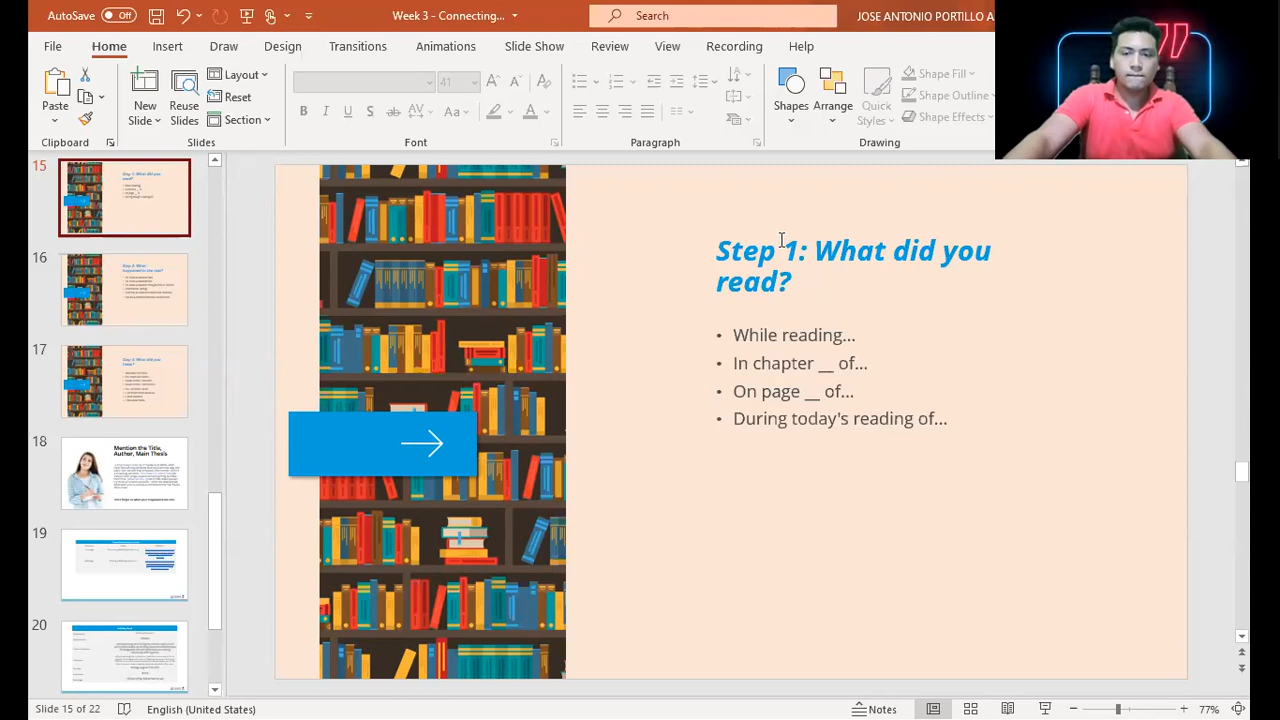 AutoSave Off Week 3 - Connecting... Search JOSE ANTONIO PORTILLO A
File Home Insert Draw Design Transitions Animations Slide Show Review View Recording Help
Paste New Slide Reuse Slides Layout Reset Section 41 Shapes Arrange Quick Styles Shape Fill Shape Outline Shape Effects
Clipboard Slides Font Paragraph Drawing
15
16
17
18
Mention the Title,
Author, Main Thesis
19
20
Step 1: What did you
read?
• While reading...
• In chapter __ of...
• On page __ of...
• During today's reading of...
Slide 15 of 22 English (United States) Notes 77%